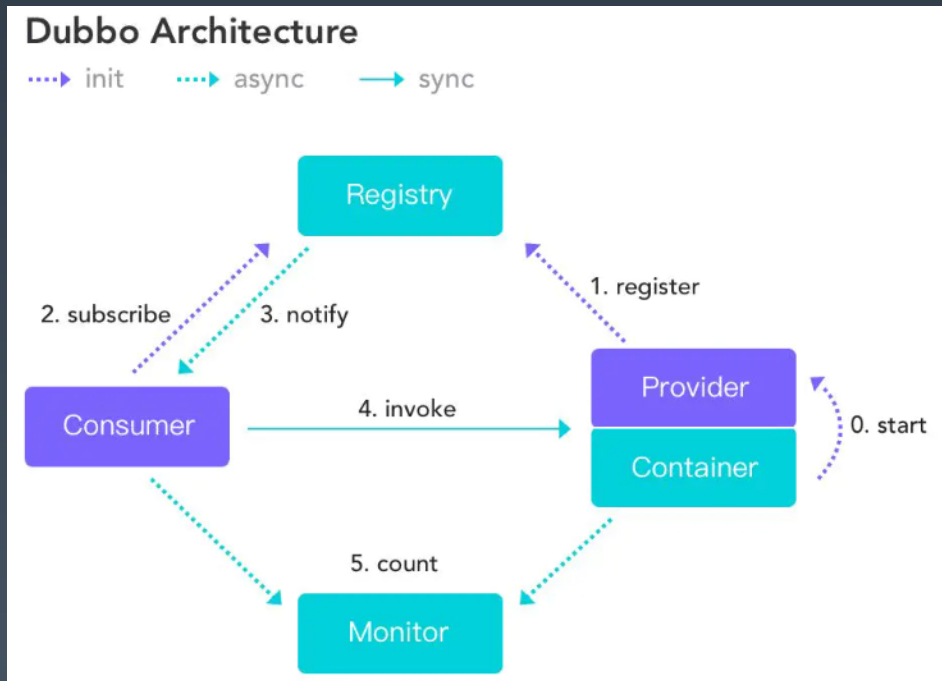 Dubbo Architecture
init async sync
Registry
1. register
2. subscribe
3. notify
Provider
4. invoke
Consumer
0. start
Container
5. count
Monitor